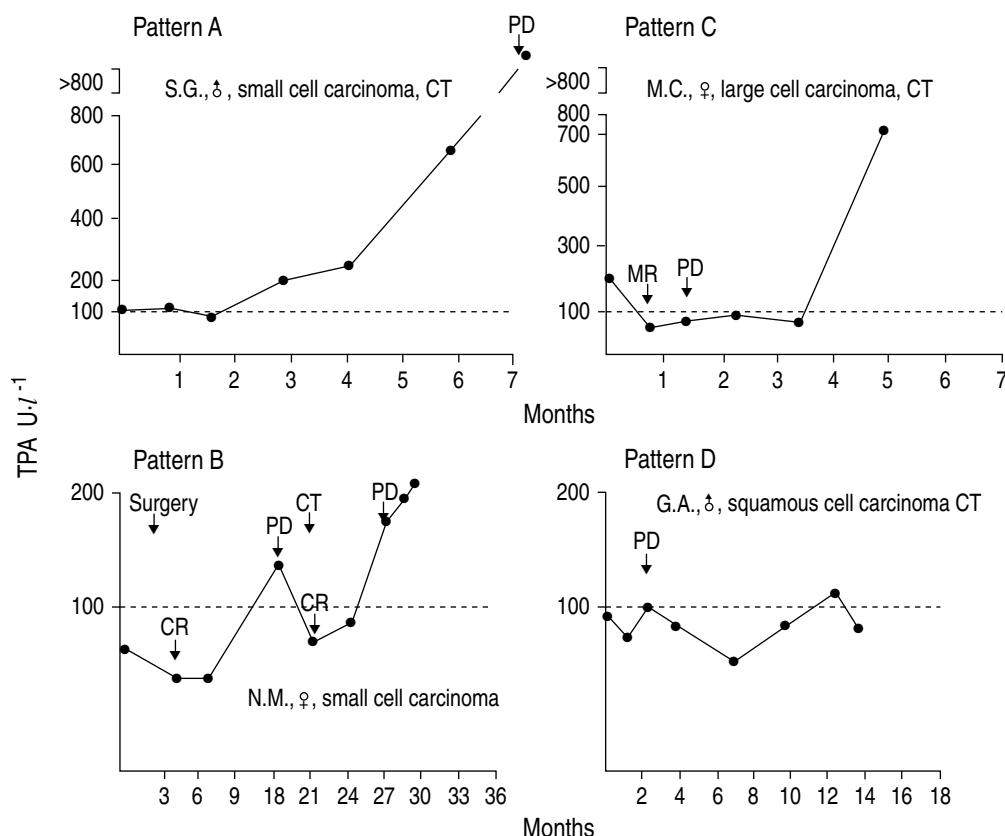 Pattern A
PD
>800
S.G., ♂, small cell carcinoma, CT
800
600
400
200
100
1 2 3 4 5 6 7
Pattern C
>800
M.C., ♀, large cell carcinoma, CT
800
700
500
300
MR PD
100
1 2 3 4 5 6 7
Months
TPA U·l⁻¹
Pattern B
200
Surgery CT PD
PD
100
CR CR
N.M., ♀, small cell carcinoma
3 6 9 18 21 24 27 30 33 36
Pattern D
200
G.A., ♂, squamous cell carcinoma CT
PD
100
2 4 6 8 10 12 14 16 18
Months